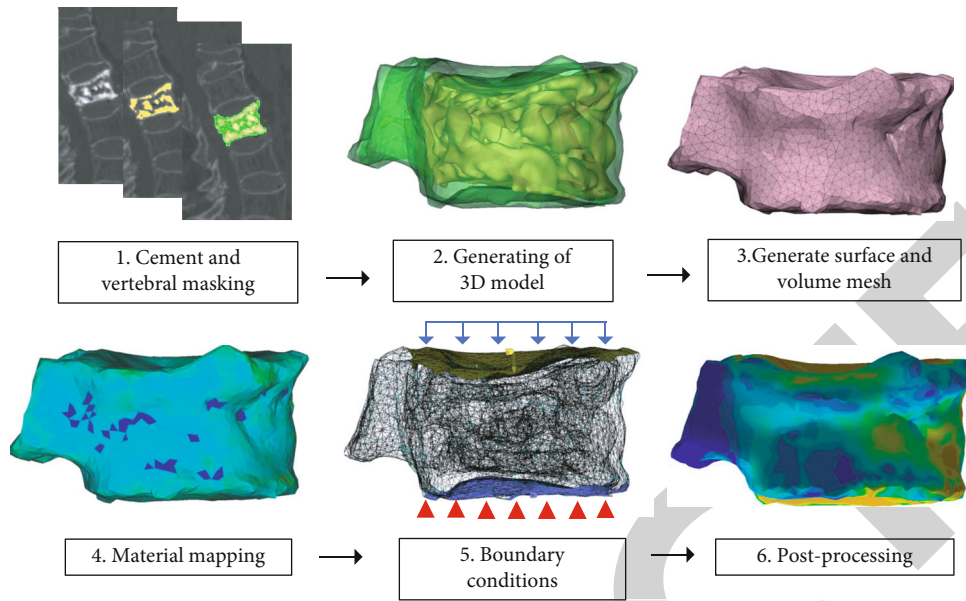 1. Cement and
vertebral masking
2. Generating of
3D model
3.Generate surface and
volume mesh
4. Material mapping
5. Boundary
conditions
6. Post-processing